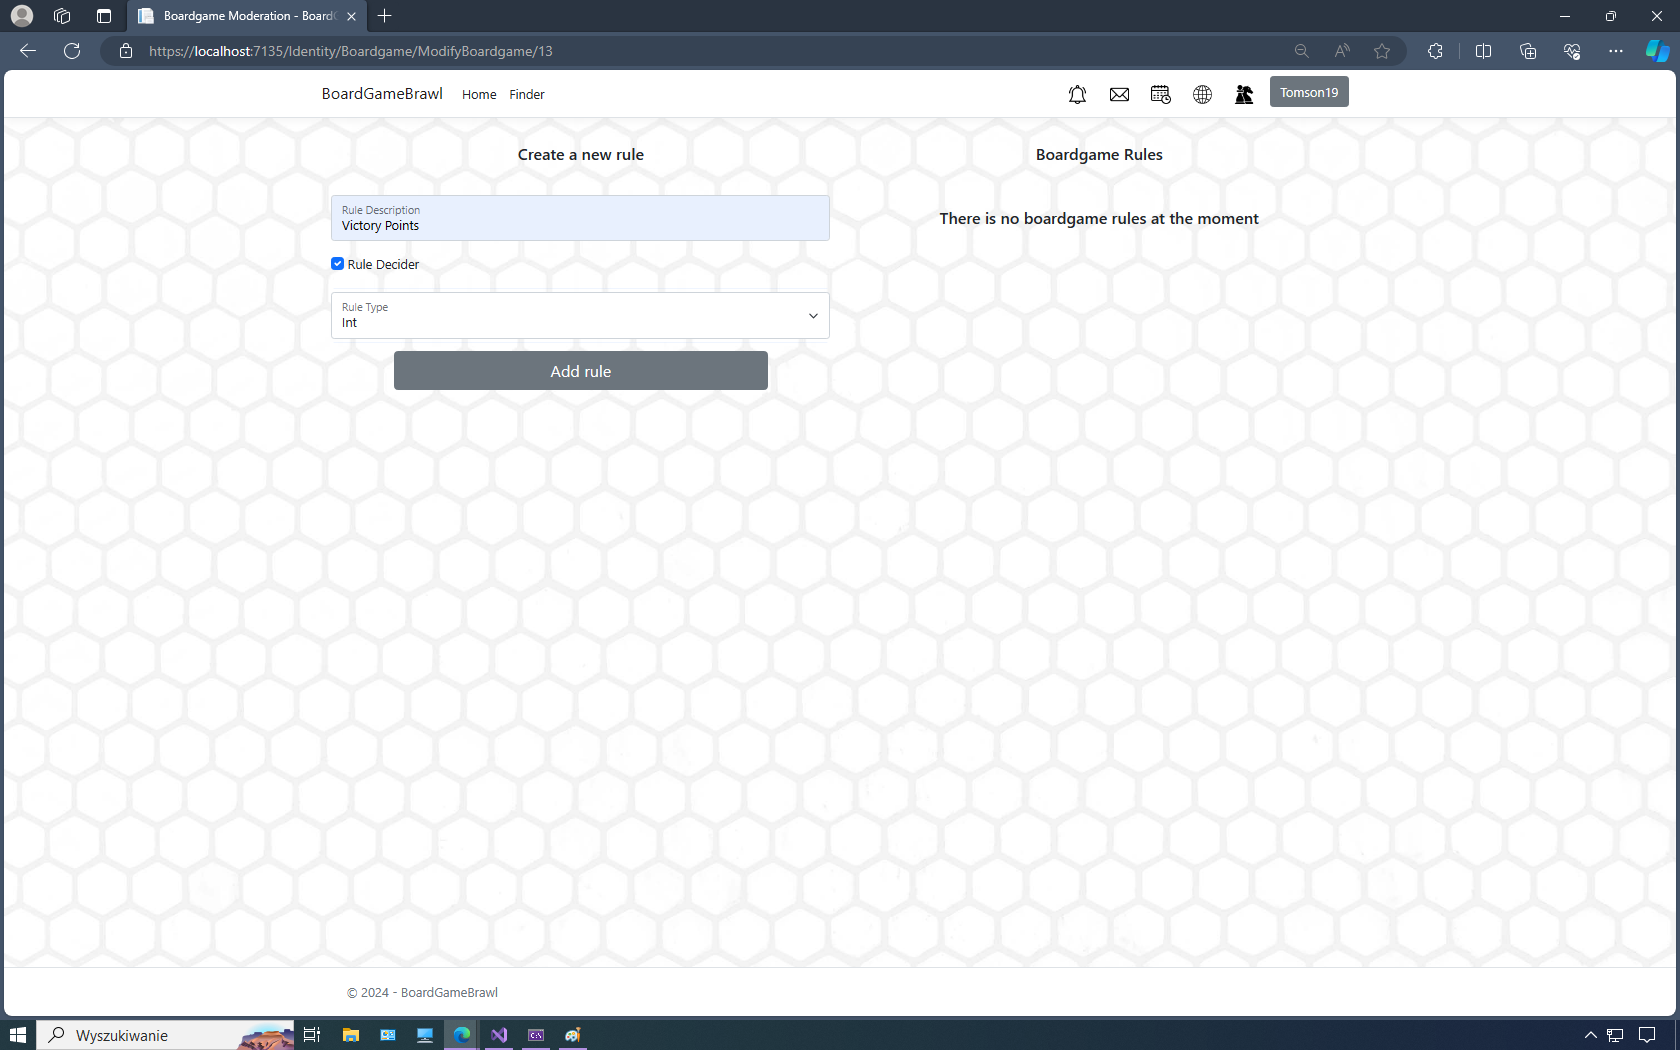 Boardgame Moderation - Board
https://localhost:7135/Identity/Boardgame/ModifyBoardgame/13
BoardGameBrawl Home Finder Tomson19
Create a new rule
Boardgame Rules
Rule Description
Victory Points
There is no boardgame rules at the moment
Rule Decider
Rule Type
Int
Add rule
© 2024 - BoardGameBrawl
Wyszukiwanie